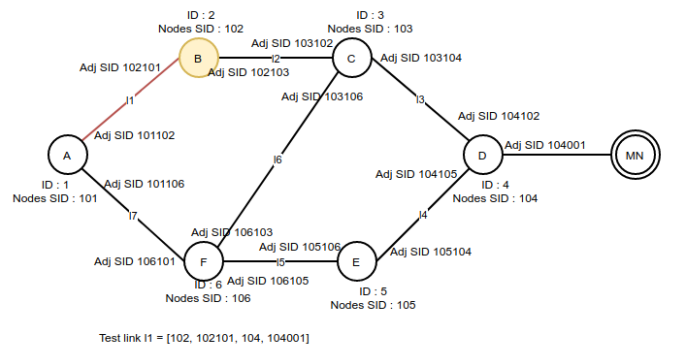 ID : 2
Nodes SID : 102
ID : 3
Nodes SID : 103
Adj SID 103102
Adj SID 102101
B
l2
C
Adj SID 103104
Adj SID 102103
Adj SID 103106
l1
l3
Adj SID 104102
Adj SID 101102
Adj SID 104001
A
D
MN
l6
Adj SID 104105
ID : 1
Nodes SID : 101
Adj SID 101106
ID : 4
Nodes SID : 104
l7
l4
Adj SID 106103
Adj SID 105106
Adj SID 105104
Adj SID 106101
F
l5
E
ID : 6
Nodes SID : 106
Adj SID 106105
ID : 5
Nodes SID : 105
Test link l1 = [102, 102101, 104, 104001]